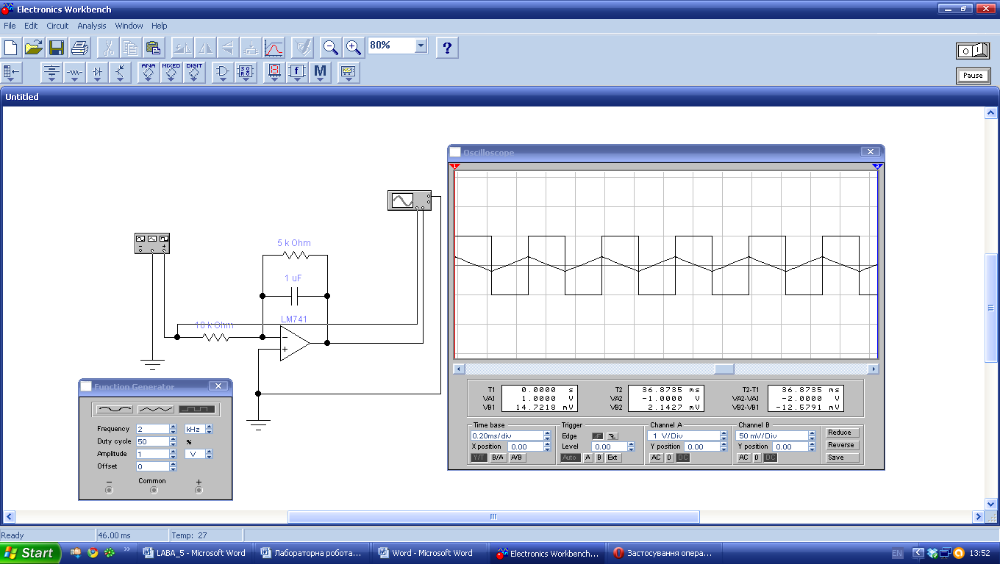 Electronics Workbench
File Edit Circuit Analysis Window Help
80%
?
ANA MIXED DIGIT
f M
Pause
Untitled
Oscilloscope
1 2
5 k Ohm
1 uF
LM741
10 k Ohm
Function Generator
Frequency 2 kHz
Duty cycle 50 %
Amplitude 1 V
Offset 0
− Common +
T1 0.0000 s
VA1 1.0000 V
VB1 14.7218 mV
T2 36.8735 ms
VA2 -1.0000 V
VB2 2.1427 mV
T2-T1 36.8735 ms
VA2-VA1 -2.0000 V
VB2-VB1 -12.5791 mV
Time base
0.20ms/div
X position 0.00
Y/T B/A A/B
Trigger
Edge
Level 0.00
Auto A B Ext
Channel A
1 V/Div
Y position 0.00
AC 0 DC
Channel B
50 mV/Div
Y position 0.00
AC 0 DC
Reduce
Reverse
Save
Ready 46.00 ms Temp: 27
Start LABA_5 - Microsoft Word Лабораторна робота... Word - Microsoft Word Electronics Workbench... Застосування опера... EN 13:52